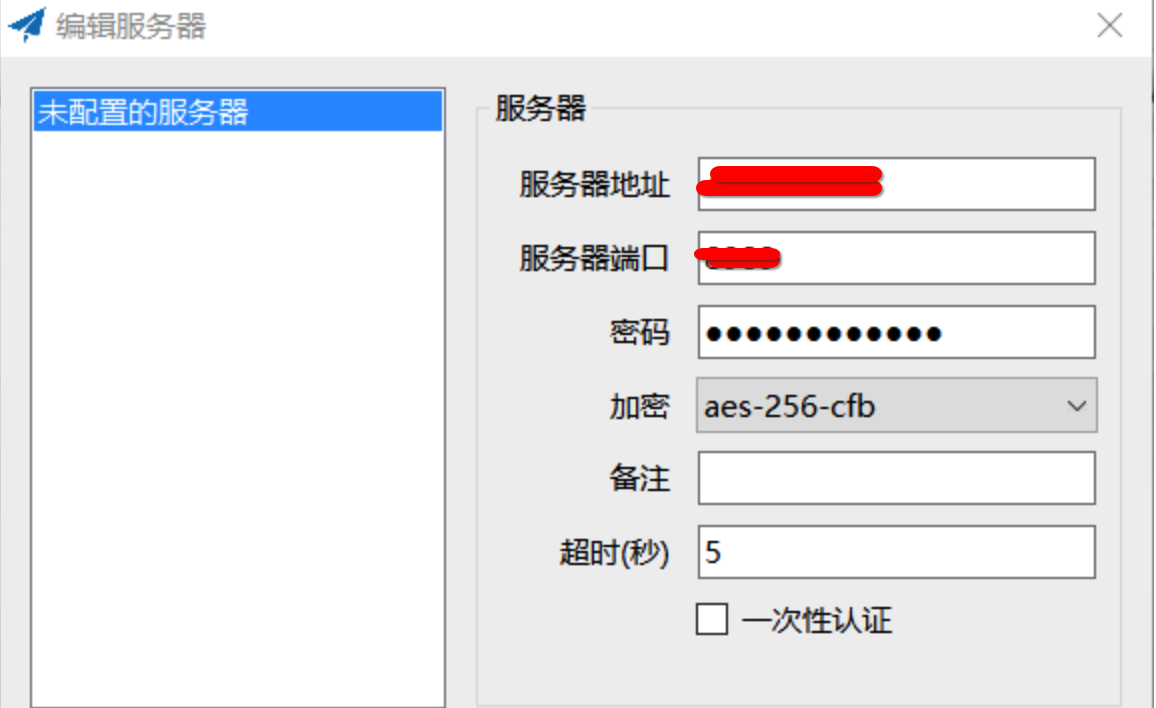 编辑服务器
未配置的服务器
服务器
服务器地址
服务器端口
密码 ●●●●●●●●●●●●
加密 aes-256-cfb
备注
超时(秒) 5
一次性认证